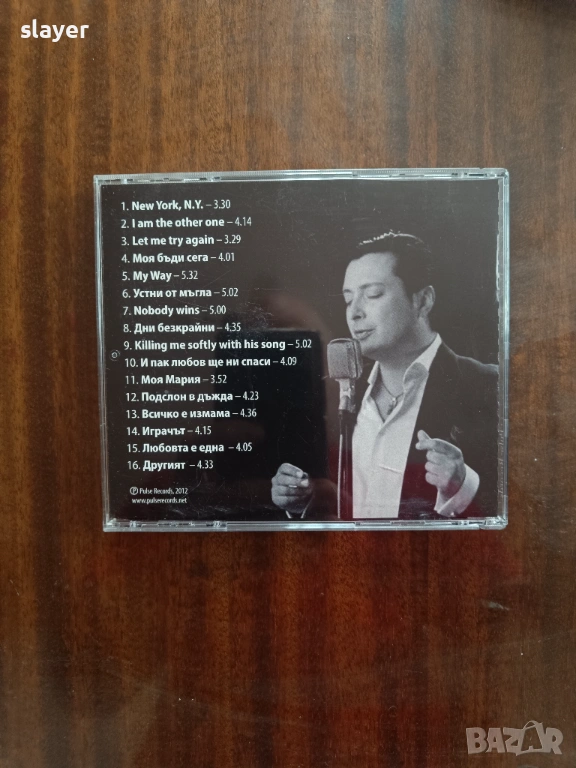 slayer
1. New York, N.Y. – 3.30
2. I am the other one – 4.14
3. Let me try again – 3.29
4. Моя бъди сега – 4.01
5. My Way – 5.32
6. Устни от мъгла – 5.02
7. Nobody wins – 5.00
8. Дни безкрайни – 4.35
9. Killing me softly with his song – 5.02
10. И пак любов ще ни спаси – 4.09
11. Моя Мария – 3.52
12. Подслон в дъжда – 4.23
13. Всичко е измама – 4.36
14. Играчът – 4.15
15. Любовта е една – 4.05
16. Другият – 4.33
℗ Pulse Records, 2012
www.pulserecords.net
BAZAR